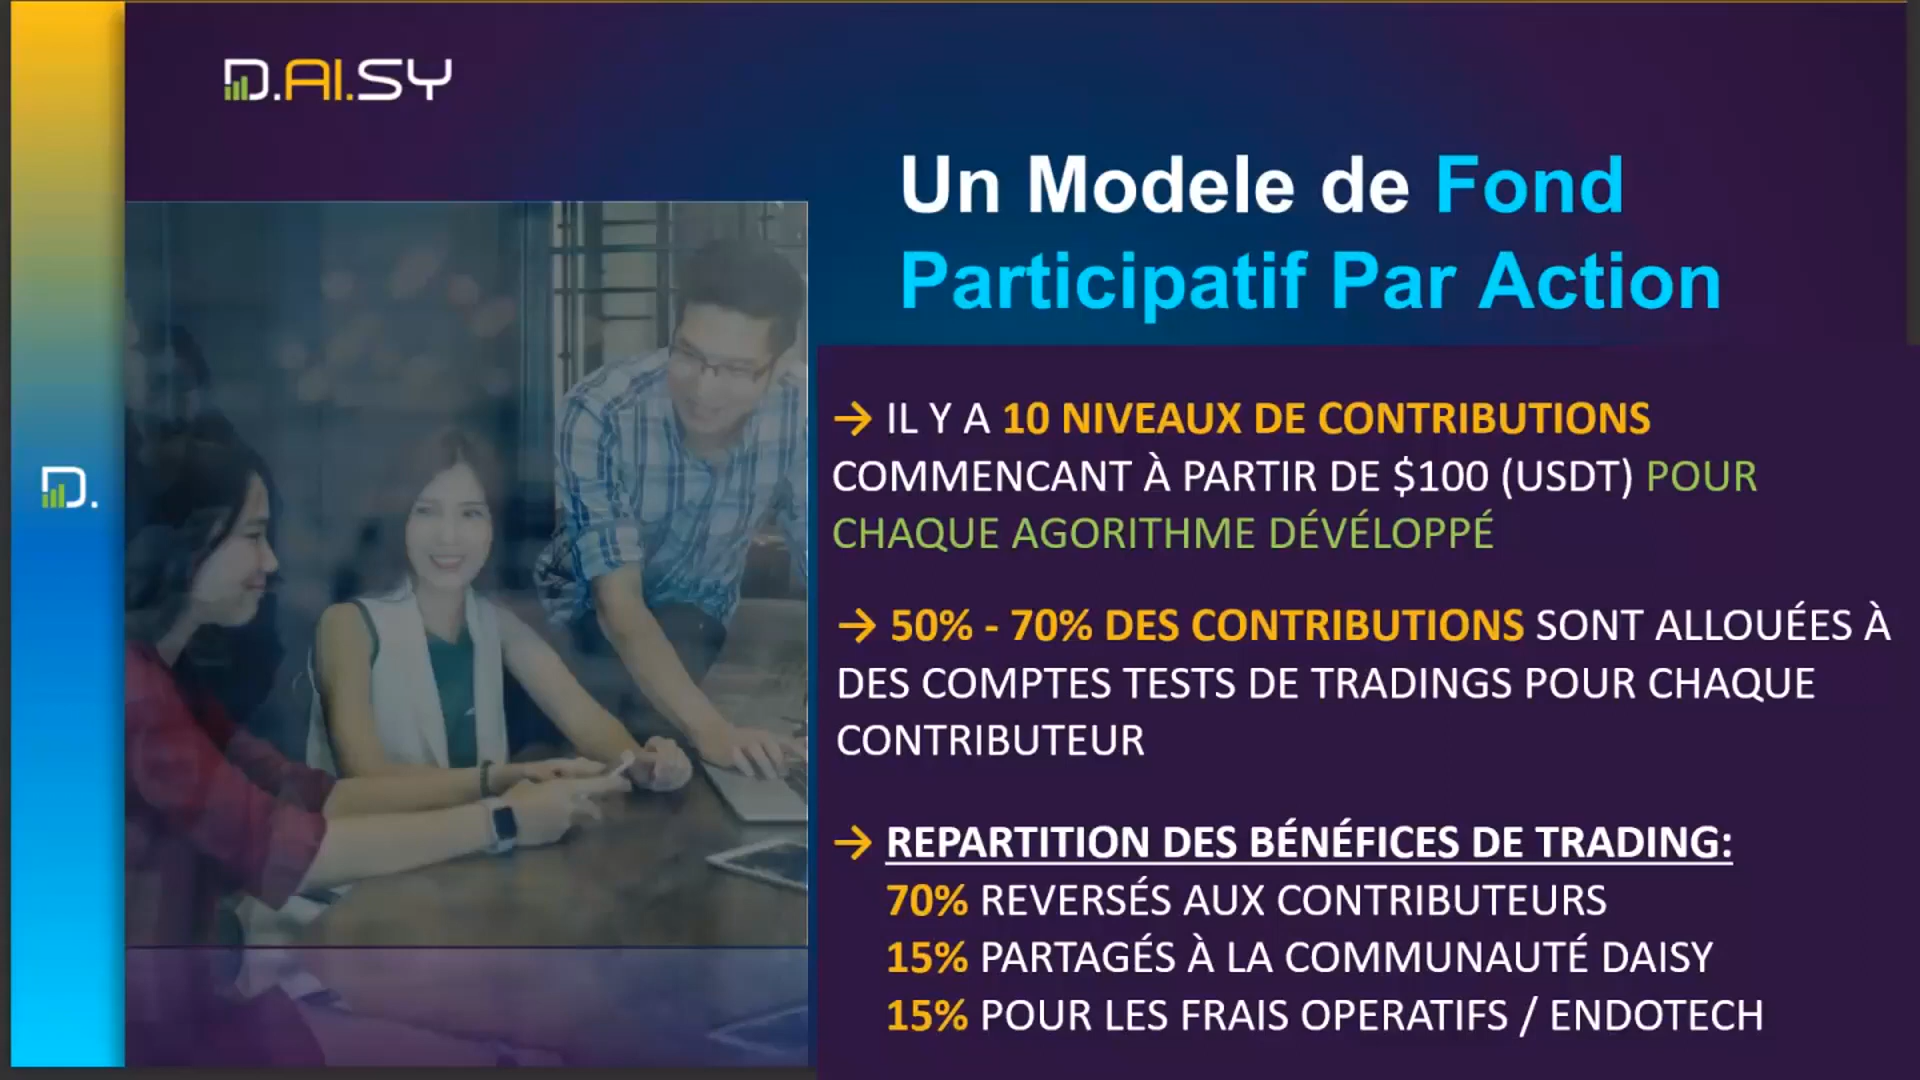 D.AI.SY
Un Modele de Fond
Participatif Par Action
D.
→ IL Y A 10 NIVEAUX DE CONTRIBUTIONS
COMMENCANT À PARTIR DE $100 (USDT) POUR
CHAQUE AGORITHME DÉVÉLOPPÉ
→ 50% - 70% DES CONTRIBUTIONS SONT ALLOUÉES À
DES COMPTES TESTS DE TRADINGS POUR CHAQUE
CONTRIBUTEUR
→ REPARTITION DES BÉNÉFICES DE TRADING:
70% REVERSÉS AUX CONTRIBUTEURS
15% PARTAGÉS À LA COMMUNAUTÉ DAISY
15% POUR LES FRAIS OPERATIFS / ENDOTECH